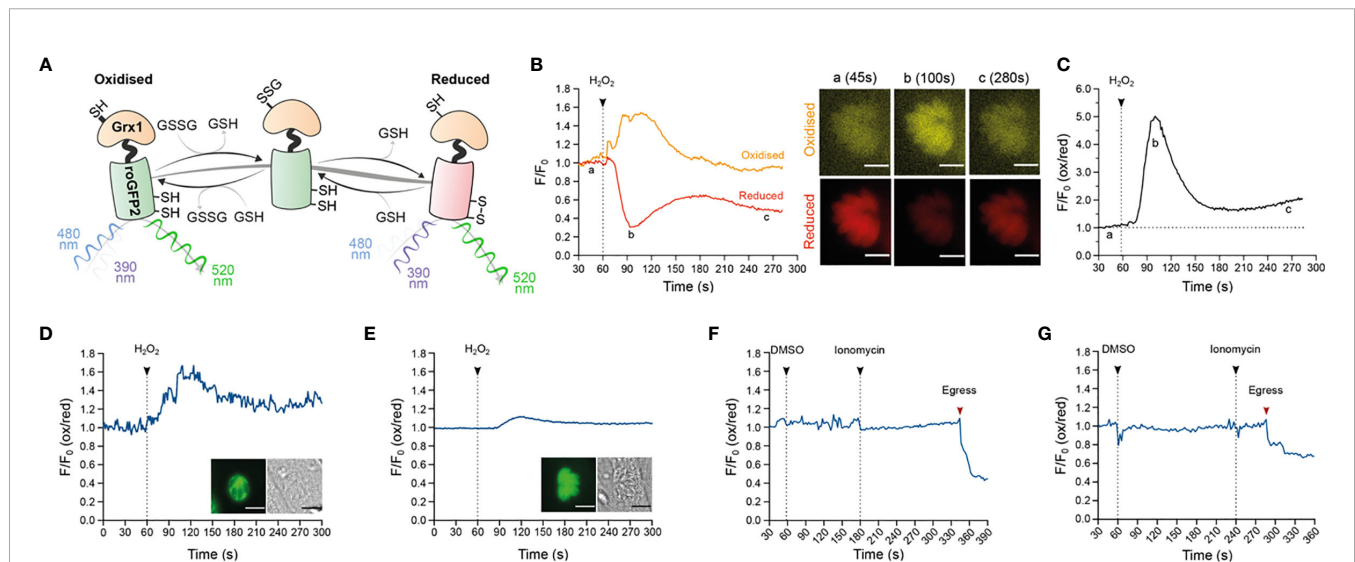 A
Oxidised
Reduced
SH
SSG
SH
Grx1
GSSG
GSH
GSH
roGFP2
SH
SH
SH
SH
S
S
GSSG
GSH
GSH
480
nm
390
nm
520
nm
480
nm
390
nm
520
nm
B
H₂O₂
F/F₀
1.8
1.6
1.4
1.2
1.0
0.8
0.6
0.4
0.2
0.0
a
b
c
Oxidised
Reduced
30 60 90 120 150 180 210 240 270 300
Time (s)
a (45s) b (100s) c (280s)
Oxidised
Reduced
C
H₂O₂
F/F₀ (ox/red)
6.0
5.0
4.0
3.0
2.0
1.0
0.0
a
b
c
30 60 90 120 150 180 210 240 270 300
Time (s)
D
H₂O₂
F/F₀ (ox/red)
1.8
1.6
1.4
1.2
1.0
0.8
0.6
0.4
0.2
0.0
0 30 60 90 120 150 180 210 240 270 300
Time (s)
E
H₂O₂
F/F₀ (ox/red)
1.8
1.6
1.4
1.2
1.0
0.8
0.6
0.4
0.2
0.0
0 30 60 90 120 150 180 210 240 270 300
Time (s)
F
DMSO Ionomycin
Egress
F/F₀ (ox/red)
1.8
1.6
1.4
1.2
1.0
0.8
0.6
0.4
0.2
0.0
30 60 90 120 150 180 210 240 270 300 330 360 390
Time (s)
G
DMSO Ionomycin
Egress
F/F₀ (ox/red)
1.8
1.6
1.4
1.2
1.0
0.8
0.6
0.4
0.2
0.0
30 60 90 120 150 180 210 240 270 300 330 360
Time (s)